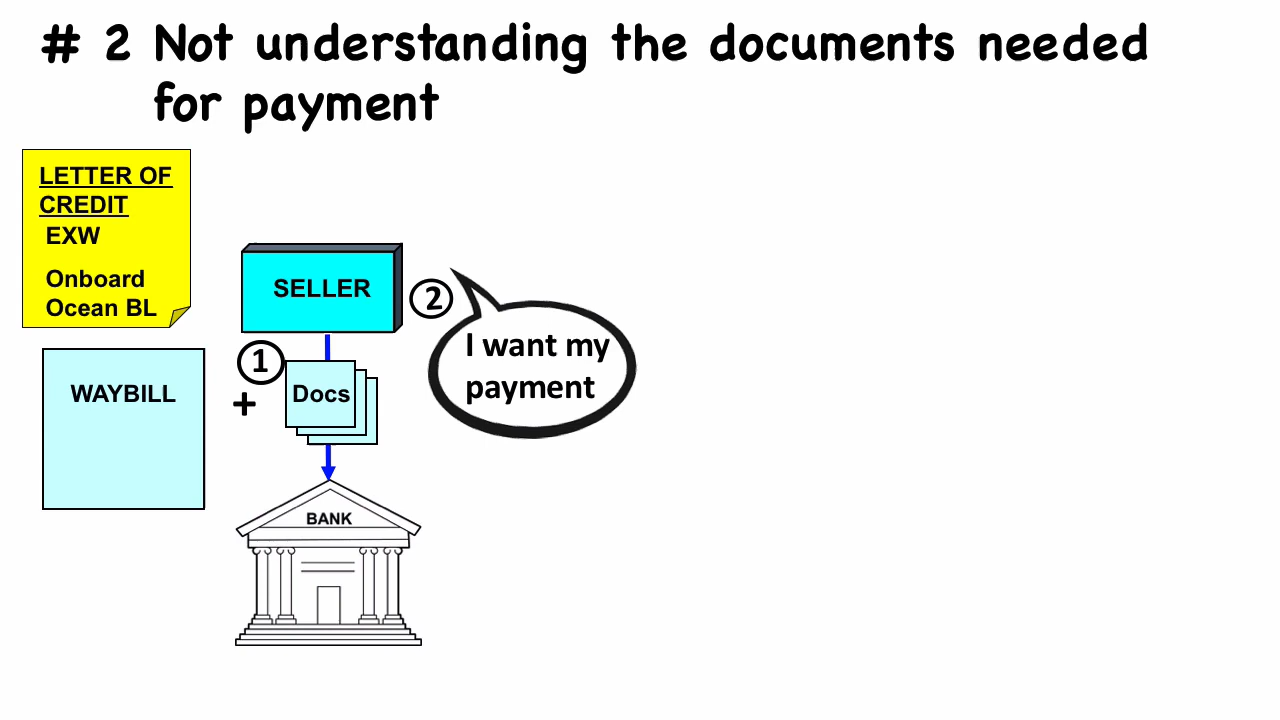 # 2 Not understanding the documents needed
for payment
LETTER OF
CREDIT
EXW
Onboard
Ocean BL
SELLER
2
I want my
payment
1
WAYBILL
+
Docs
BANK